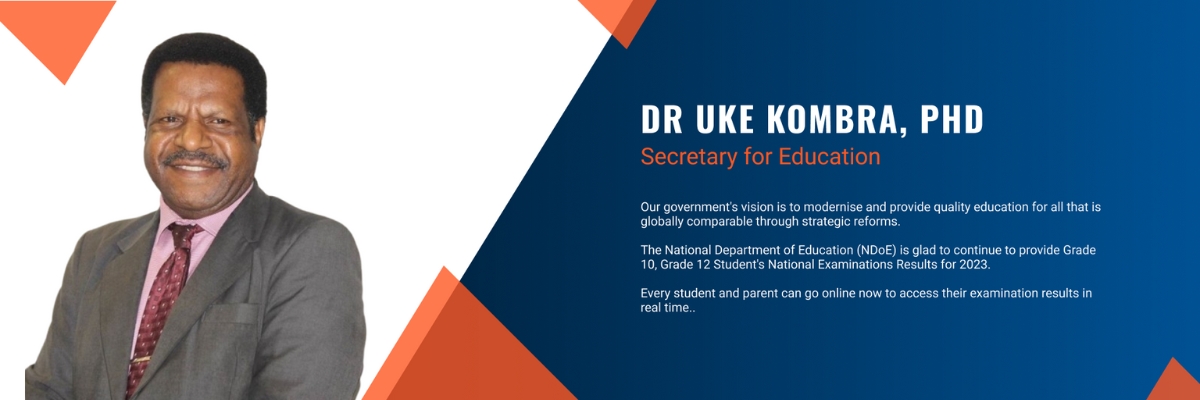 DR UKE KOMBRA, PHD
Secretary for Education
Our government's vision is to modernise and provide quality education for all that is
globally comparable through strategic reforms.
The National Department of Education (NDoE) is glad to continue to provide Grade
10, Grade 12 Student's National Examinations Results for 2023.
Every student and parent can go online now to access their examination results in
real time..